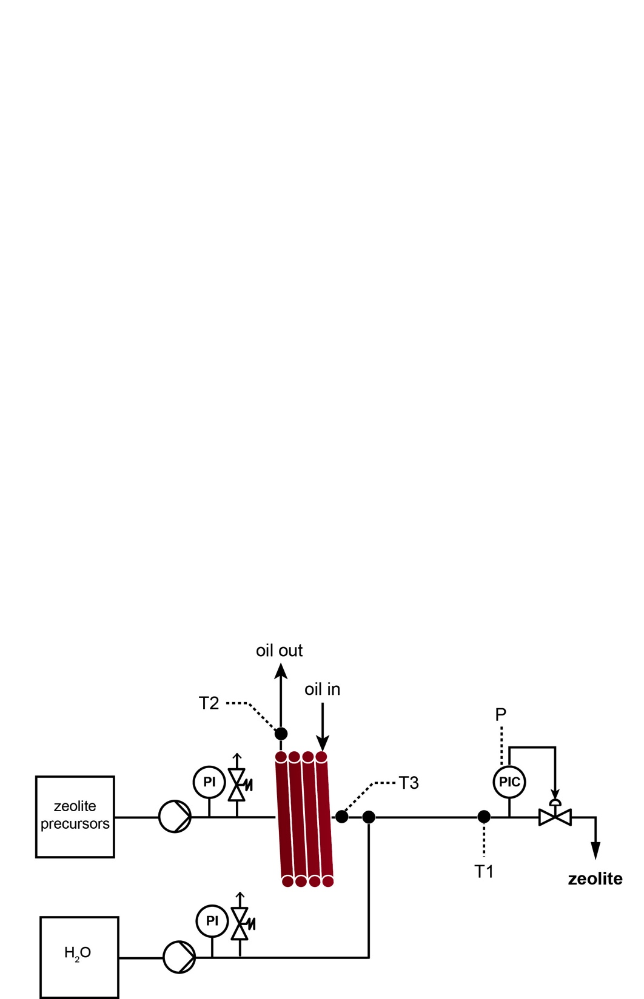 oil out
oil in
T2
P
PI
T3
PIC
zeolite
precursors
T1
zeolite
PI
H₂O